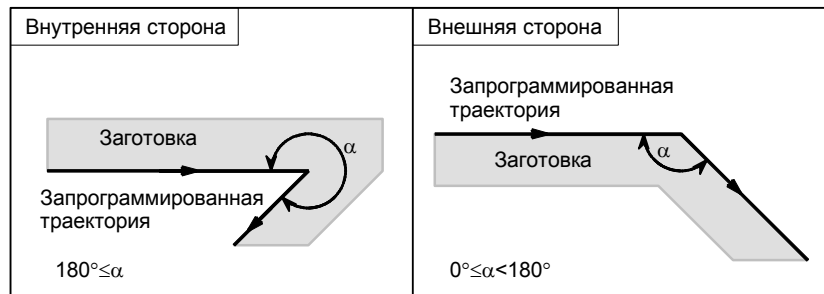 Внутренняя сторона
Заготовка
α
Запрограммированная
траектория
180°≤α
Внешняя сторона
Запрограммированная
траектория
Заготовка
α
0°≤α<180°